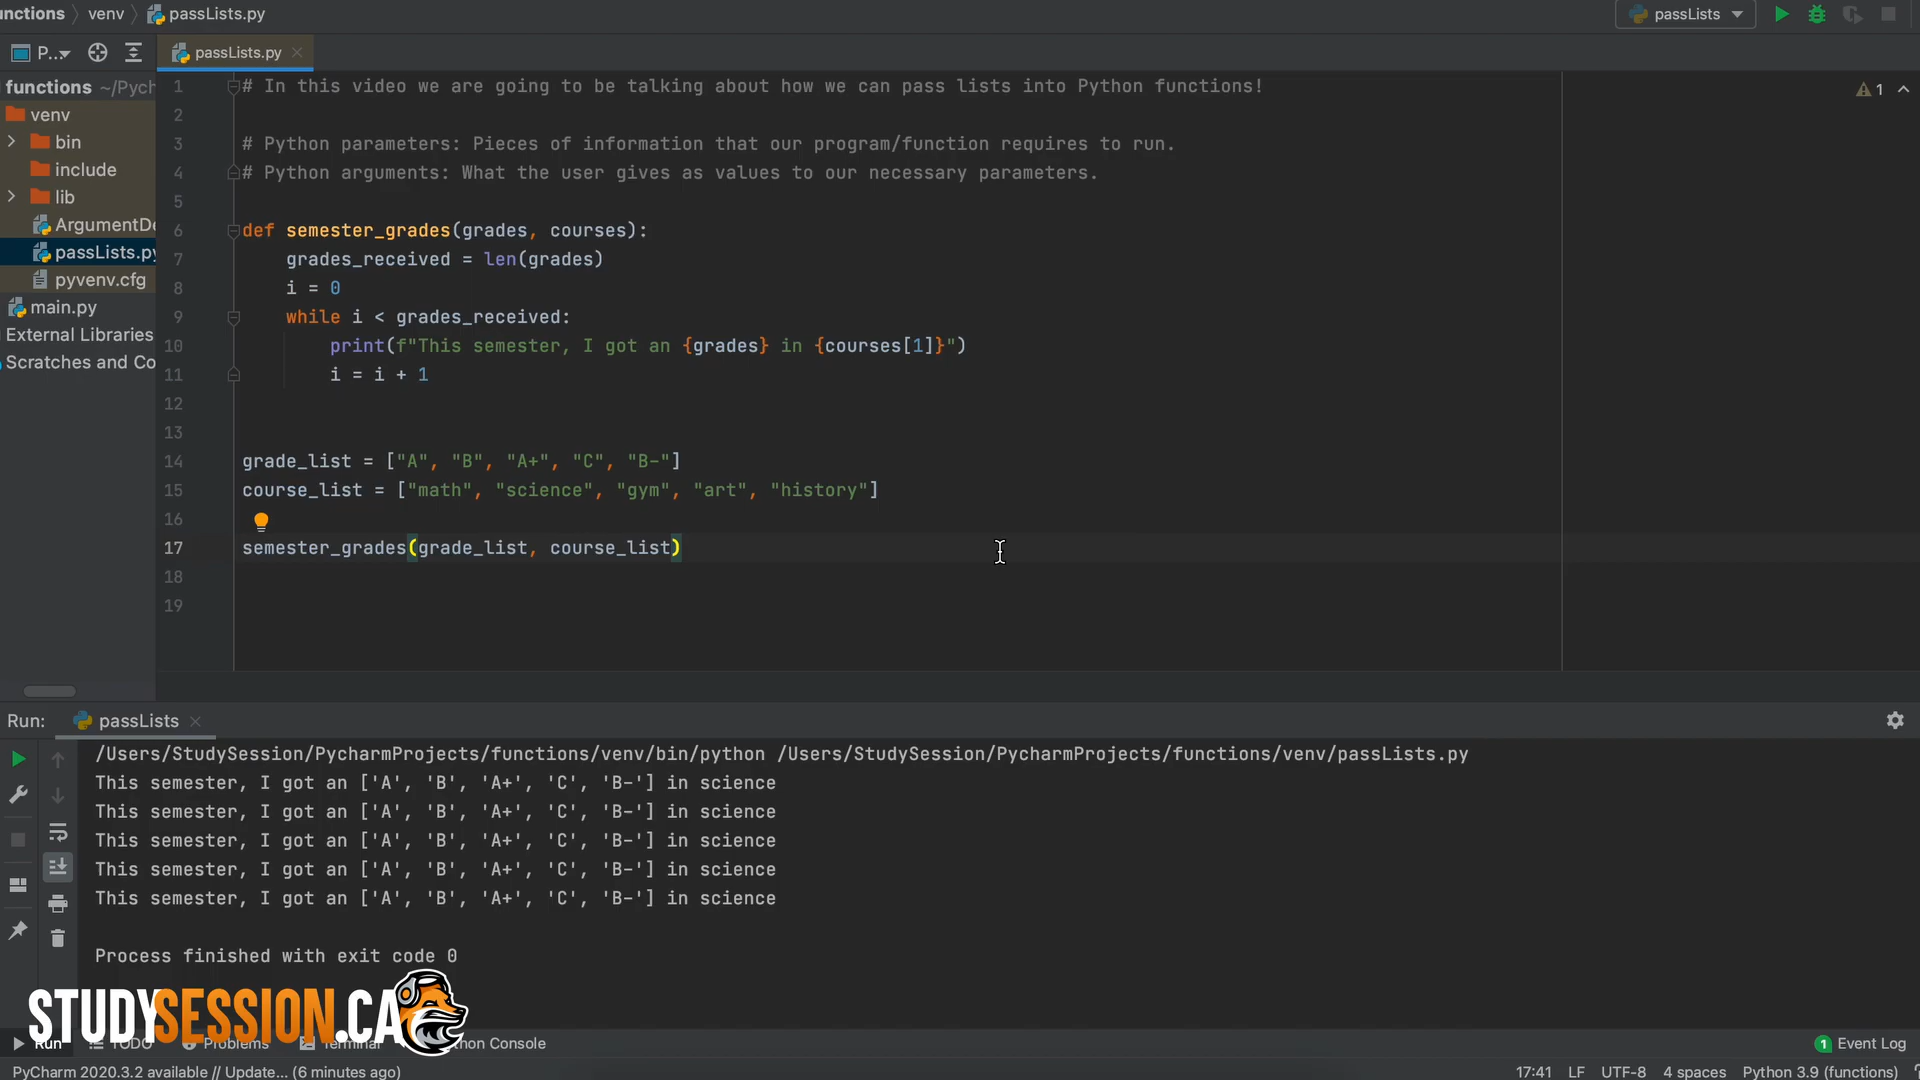 unctions venv passLists.py passLists
P... passLists.py
functions ~/Pych
venv
bin
include
lib
ArgumentDe
passLists.py
pyvenv.cfg
main.py
External Libraries
Scratches and Co
1 # In this video we are going to be talking about how we can pass lists into Python functions!
2
3 # Python parameters: Pieces of information that our program/function requires to run.
4 # Python arguments: What the user gives as values to our necessary parameters.
5
6 def semester_grades(grades, courses):
7 grades_received = len(grades)
8 i = 0
9 while i < grades_received:
10 print(f"This semester, I got an {grades} in {courses[1]}")
11 i = i + 1
12
13
14 grade_list = ["A", "B", "A+", "C", "B-"]
15 course_list = ["math", "science", "gym", "art", "history"]
16
17 semester_grades(grade_list, course_list)
18
19
1
Run: passLists
/Users/StudySession/PycharmProjects/functions/venv/bin/python /Users/StudySession/PycharmProjects/functions/venv/passLists.py
This semester, I got an ['A', 'B', 'A+', 'C', 'B-'] in science
This semester, I got an ['A', 'B', 'A+', 'C', 'B-'] in science
This semester, I got an ['A', 'B', 'A+', 'C', 'B-'] in science
This semester, I got an ['A', 'B', 'A+', 'C', 'B-'] in science
This semester, I got an ['A', 'B', 'A+', 'C', 'B-'] in science
Process finished with exit code 0
STUDYSESSION.CA
Run TODO Problems Terminal thon Console 1 Event Log
PyCharm 2020.3.2 available // Update... (6 minutes ago) 17:41 LF UTF-8 4 spaces Python 3.9 (functions)